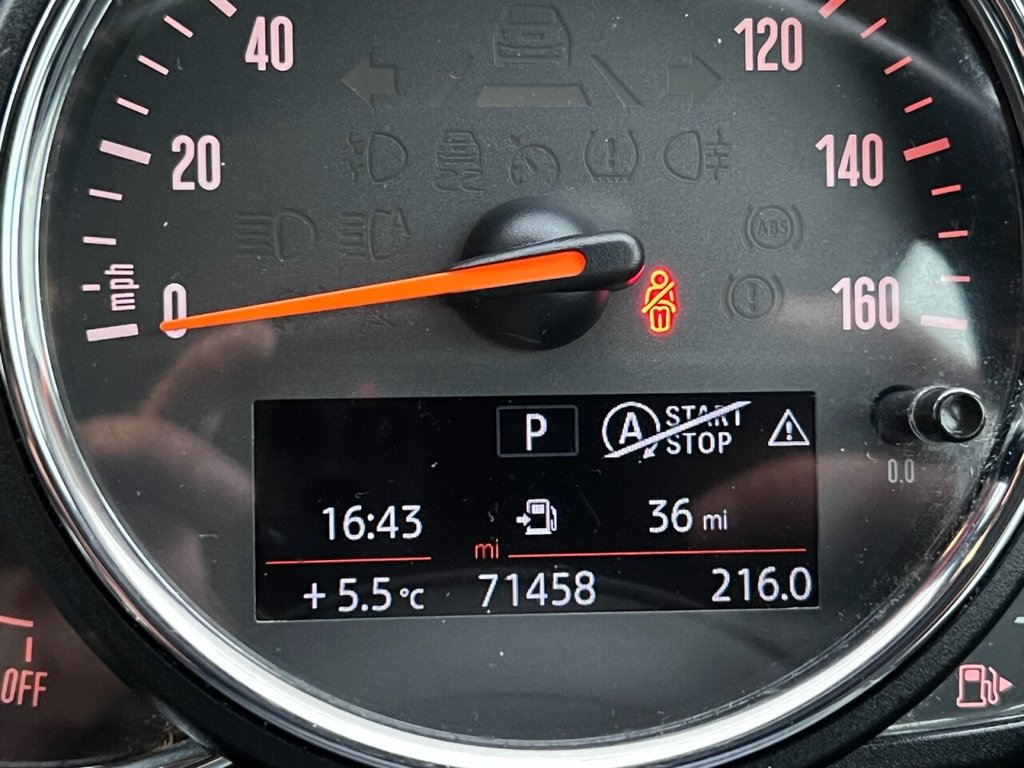 40
120
20
140
ABS
mph
0
160
P
A START STOP
0.0
16:43
36 mi
mi
+ 5.5 °C
71458
216.0
OFF